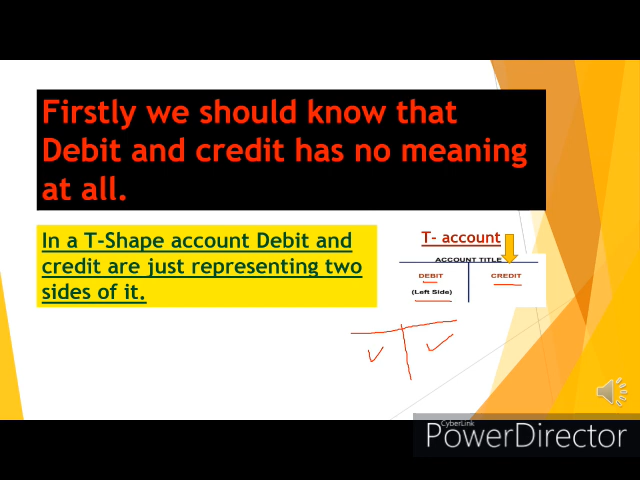 Firstly we should know that
Debit and credit has no meaning
at all.
In a T-Shape account Debit and
credit are just representing two
sides of it.
T- account
ACCOUNT TITLE
DEBIT
CREDIT
(Left Side)
CyberLink
PowerDirector